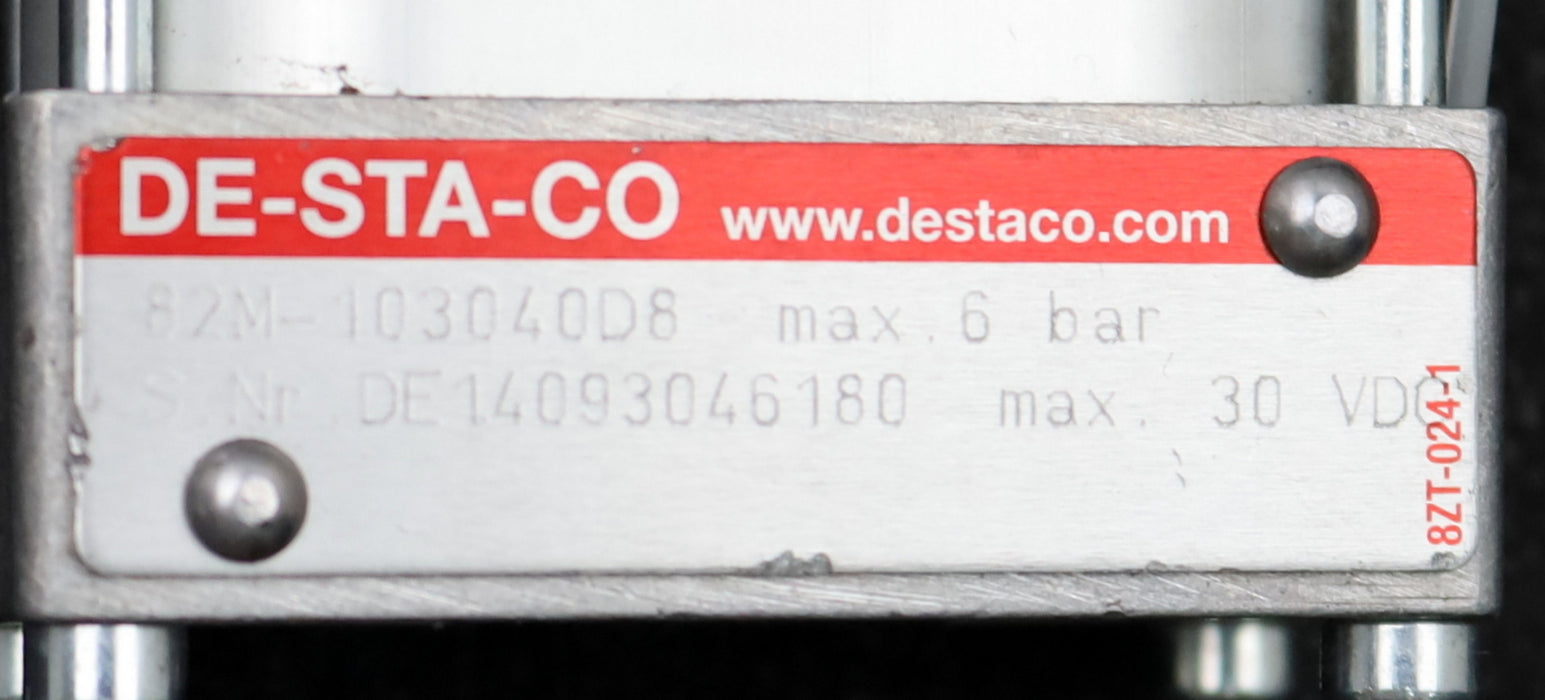 DE-STA-CO www.destaco.com
82M-103040D8 max. 6 bar
S.Nr.DE14093046180 max. 30 VDC
8ZT-024-1